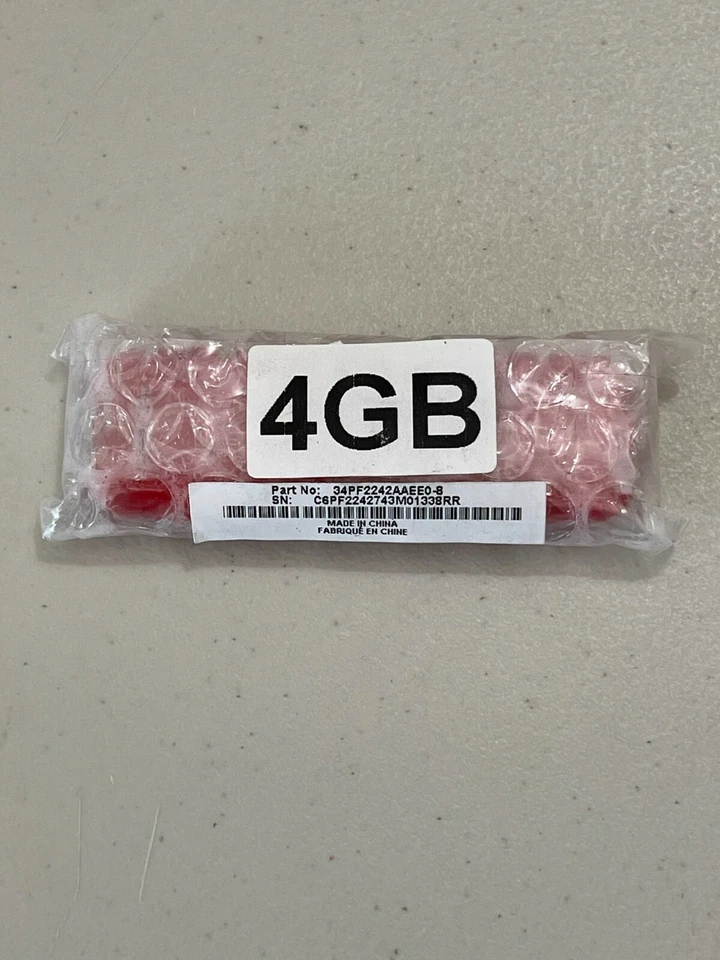 4GB
Part No: 34PF2242AAEE0-8
SN: C6PF2242743M01338RR
MADE IN CHINA
FABRIQUÉ EN CHINE